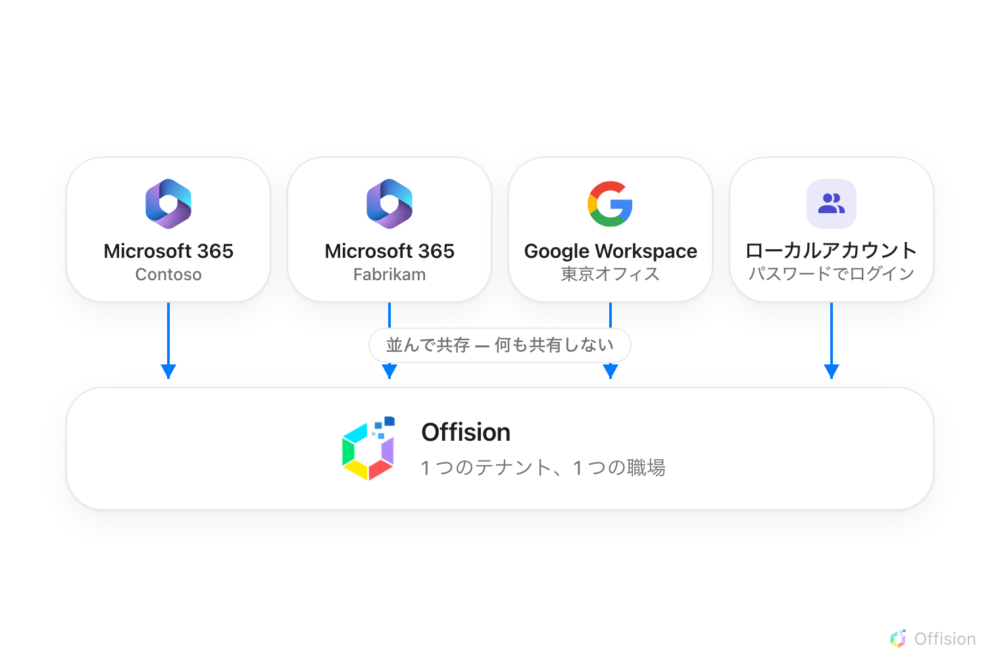 Microsoft 365
Contoso
Microsoft 365
Fabrikam
Google Workspace
東京オフィス
ローカルアカウント
パスワードでログイン
並んで共存 — 何も共有しない
Offision
1 つのテナント、1 つの職場
Offision